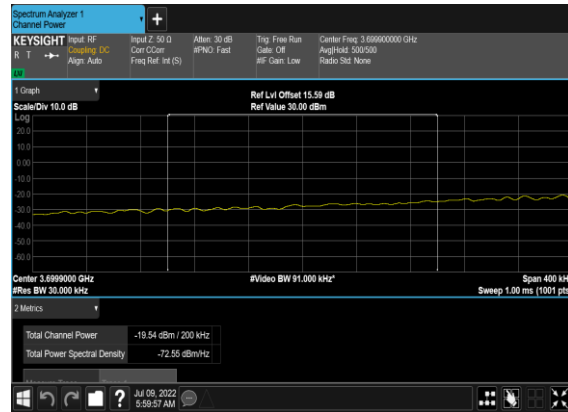 Spectrum Analyzer 1
Channel Power
+
KEYSIGHT Input: RF Input Z: 50 Ω Atten: 30 dB Trig: Free Run Center Freq: 3.699900000 GHz
R T Coupling: DC Corr CCorr #PNO: Fast Gate: Off Avg|Hold: 500/500
Align: Auto Freq Ref: Int (S) #IF Gain: Low Radio Std: None
1 Graph
Ref Lvl Offset 15.59 dB
Scale/Div 10.0 dB Ref Value 30.00 dBm
Log
20.0
10.0
0.00
-10.0
-20.0
-30.0
-40.0
-50.0
-60.0
Center 3.6999000 GHz #Video BW 91.000 kHz* Span 400 kH
#Res BW 30.000 kHz Sweep 1.00 ms (1001 pts
2 Metrics
Total Channel Power -19.54 dBm / 200 kHz
Total Power Spectral Density -72.55 dBm/Hz
? Jul 09, 2022
5:59:57 AM